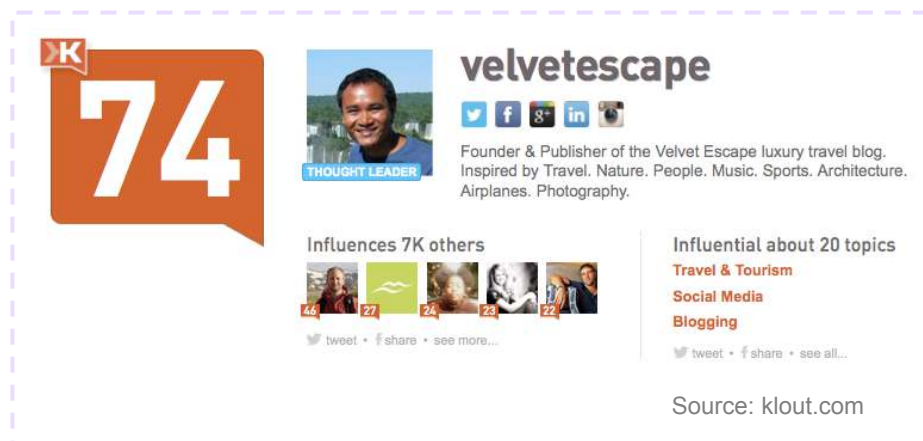 K
74
velvetescape
THOUGHT LEADER
Founder & Publisher of the Velvet Escape luxury travel blog.
Inspired by Travel. Nature. People. Music. Sports. Architecture.
Airplanes. Photography.
Influences 7K others
46 27 24 23 22
tweet • share • see more...
Influential about 20 topics
Travel & Tourism
Social Media
Blogging
tweet • share • see all...
Source: klout.com